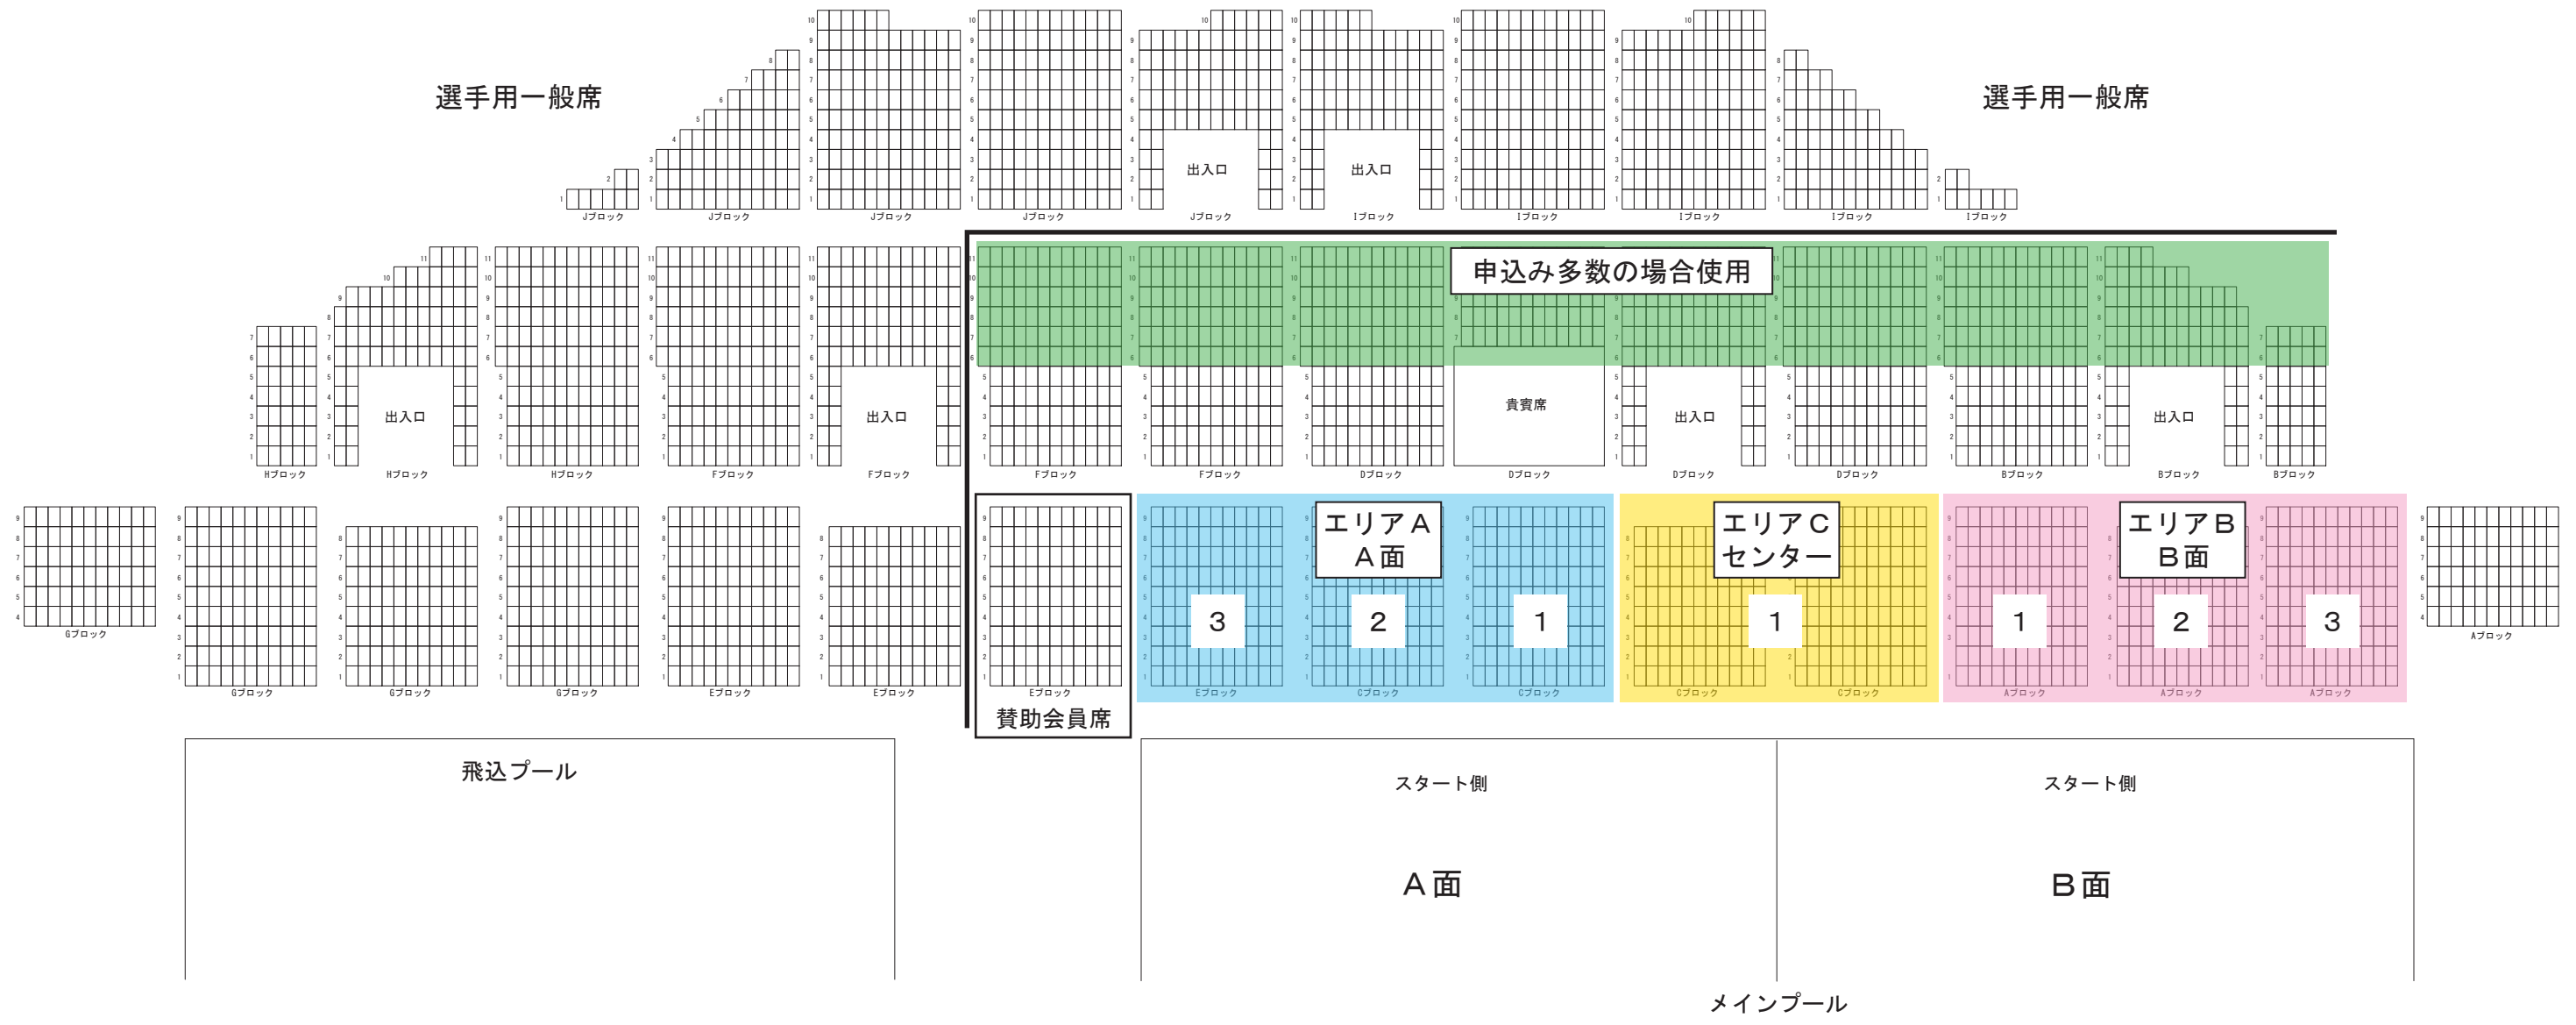 選手用一般席
選手用一般席
出入口
出入口
Jブロック
Jブロック
Jブロック
Jブロック
Jブロック
Iブロック
Iブロック
Iブロック
Iブロック
Iブロック
申込み多数の場合使用
出入口
出入口
貴賓席
出入口
出入口
Hブロック
Hブロック
Hブロック
Fブロック
Fブロック
Fブロック
Fブロック
Dブロック
Dブロック
Dブロック
Dブロック
Bブロック
Bブロック
Bブロック
エリアA
A面
エリアC
センター
エリアB
B面
3
2
1
1
1
2
3
Gブロック
Gブロック
Gブロック
Gブロック
Eブロック
Eブロック
Eブロック
Eブロック
Cブロック
Cブロック
Cブロック
Cブロック
Aブロック
Aブロック
Aブロック
Aブロック
賛助会員席
飛込プール
スタート側
スタート側
A面
B面
メインプール